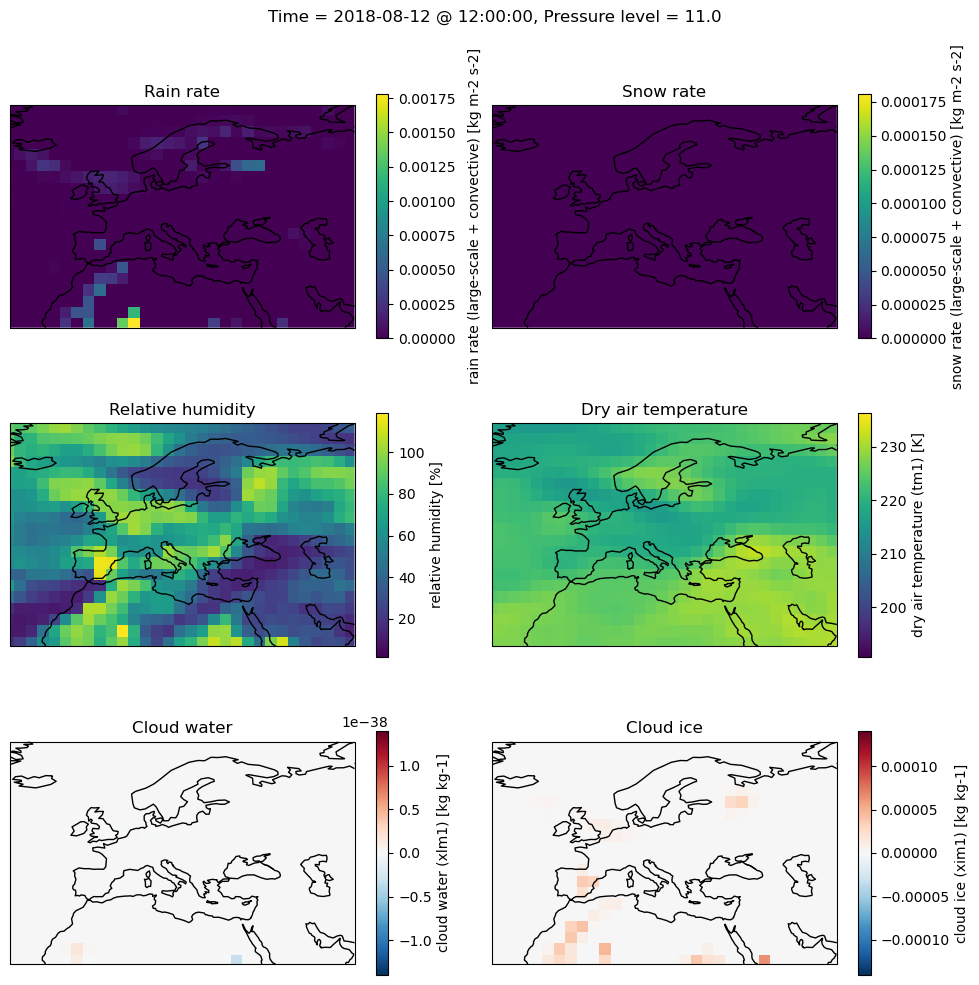 Time = 2018-08-12 @ 12:00:00, Pressure level = 11.0
Rain rate
0.00175
0.00150
0.00125
0.00100
0.00075
0.00050
0.00025
0.00000
rain rate (large-scale + convective) [kg m-2 s-2]
Snow rate
0.000175
0.000150
0.000125
0.000100
0.000075
0.000050
0.000025
0.000000
snow rate (large-scale + convective) [kg m-2 s-2]
Relative humidity
100
80
60
40
20
relative humidity [%]
Dry air temperature
230
220
210
200
dry air temperature (tm1) [K]
Cloud water
1e−38
1.0
0.5
0.0
−0.5
−1.0
cloud water (xlm1) [kg kg-1]
Cloud ice
0.00010
0.00005
0.00000
−0.00005
−0.00010
cloud ice (xim1) [kg kg-1]